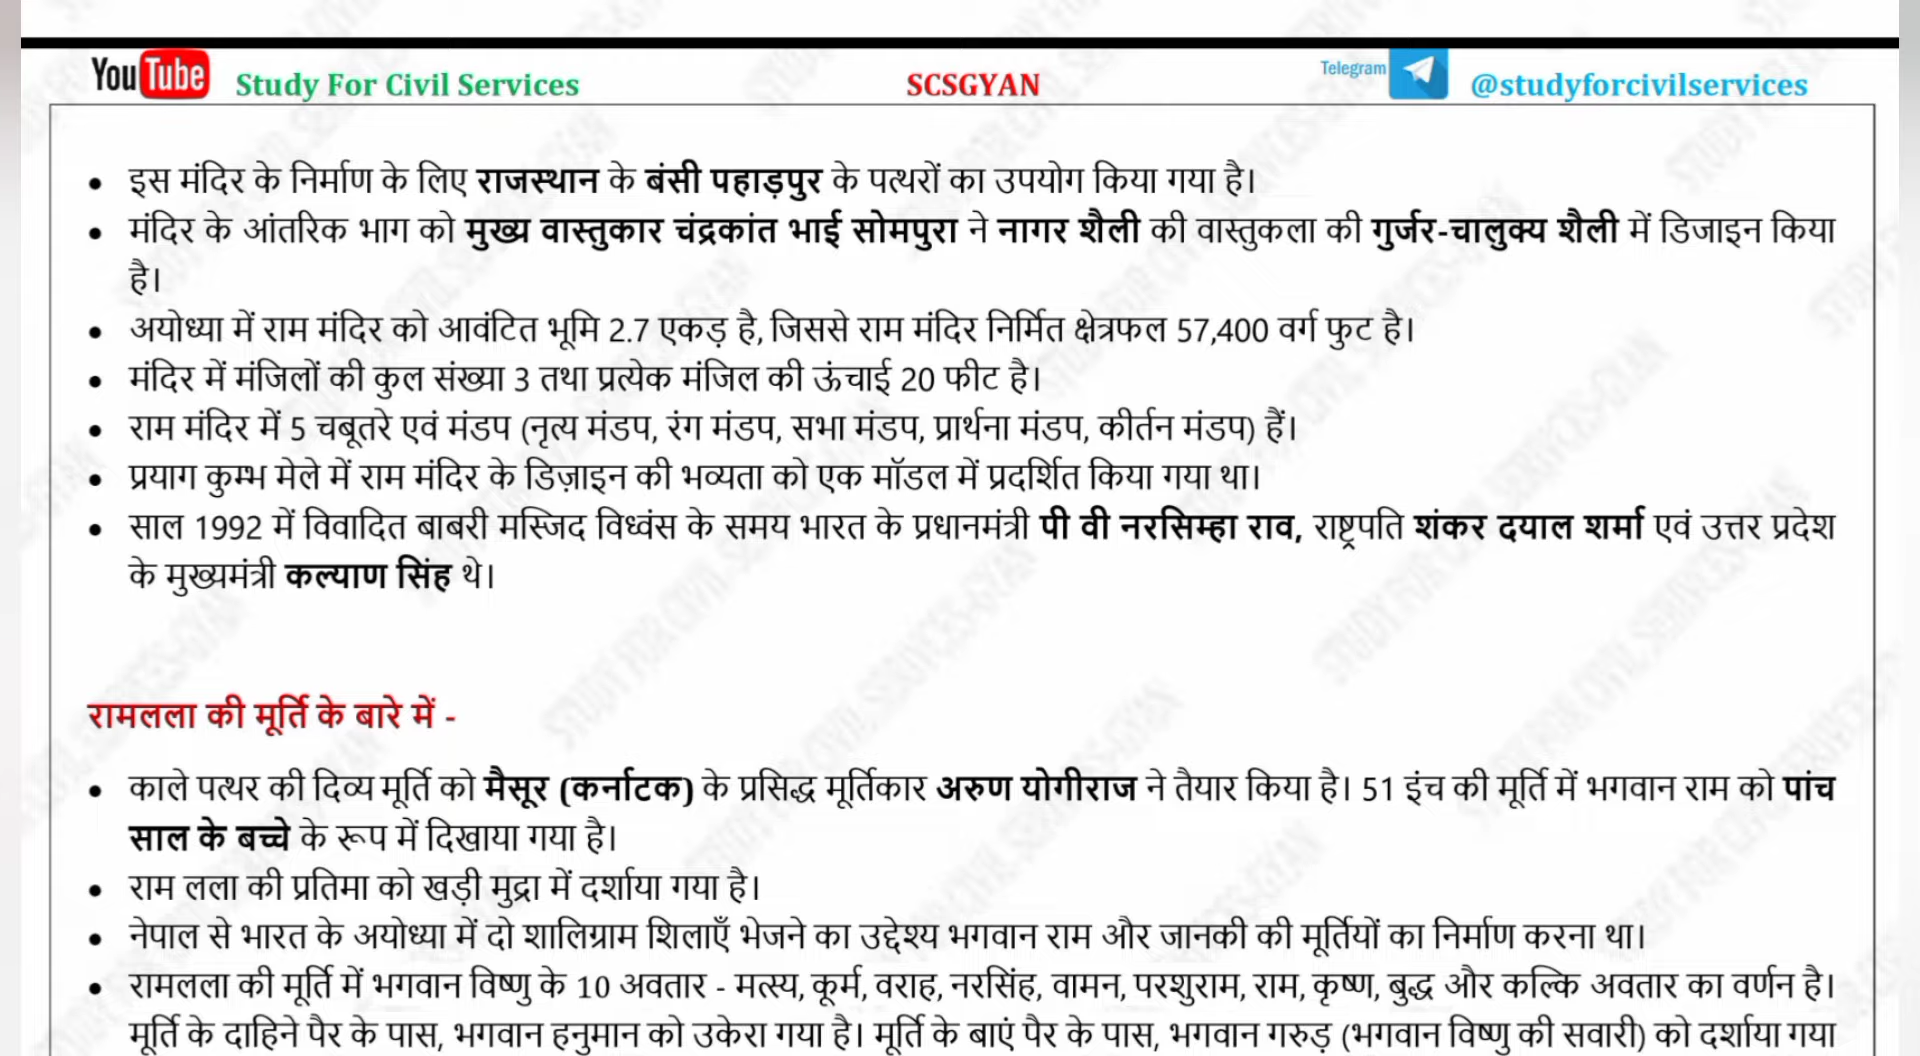 YouTube Study For Civil Services SCSGYAN Telegram @studyforcivilservices
• इस मंदिर के निर्माण के लिए राजस्थान के बंसी पहाड़पुर के पत्थरों का उपयोग किया गया है।
• मंदिर के आंतरिक भाग को मुख्य वास्तुकार चंद्रकांत भाई सोमपुरा ने नागर शैली की वास्तुकला की गुर्जर-चालुक्य शैली में डिजाइन किया
है।
• अयोध्या में राम मंदिर को आवंटित भूमि 2.7 एकड़ है, जिससे राम मंदिर निर्मित क्षेत्रफल 57,400 वर्ग फुट है।
• मंदिर में मंजिलों की कुल संख्या 3 तथा प्रत्येक मंजिल की ऊंचाई 20 फीट है।
• राम मंदिर में 5 चबूतरे एवं मंडप (नृत्य मंडप, रंग मंडप, सभा मंडप, प्रार्थना मंडप, कीर्तन मंडप) हैं।
• प्रयाग कुम्भ मेले में राम मंदिर के डिज़ाइन की भव्यता को एक मॉडल में प्रदर्शित किया गया था।
• साल 1992 में विवादित बाबरी मस्जिद विध्वंस के समय भारत के प्रधानमंत्री पी वी नरसिम्हा राव, राष्ट्रपति शंकर दयाल शर्मा एवं उत्तर प्रदेश
के मुख्यमंत्री कल्याण सिंह थे।
रामलला की मूर्ति के बारे में -
• काले पत्थर की दिव्य मूर्ति को मैसूर (कर्नाटक) के प्रसिद्ध मूर्तिकार अरुण योगीराज ने तैयार किया है। 51 इंच की मूर्ति में भगवान राम को पांच
साल के बच्चे के रूप में दिखाया गया है।
• राम लला की प्रतिमा को खड़ी मुद्रा में दर्शाया गया है।
• नेपाल से भारत के अयोध्या में दो शालिग्राम शिलाएँ भेजने का उद्देश्य भगवान राम और जानकी की मूर्तियों का निर्माण करना था।
• रामलला की मूर्ति में भगवान विष्णु के 10 अवतार - मत्स्य, कूर्म, वराह, नरसिंह, वामन, परशुराम, राम, कृष्ण, बुद्ध और कल्कि अवतार का वर्णन है।
मूर्ति के दाहिने पैर के पास, भगवान हनुमान को उकेरा गया है। मूर्ति के बाएं पैर के पास, भगवान गरुड़ (भगवान विष्णु की सवारी) को दर्शाया गया